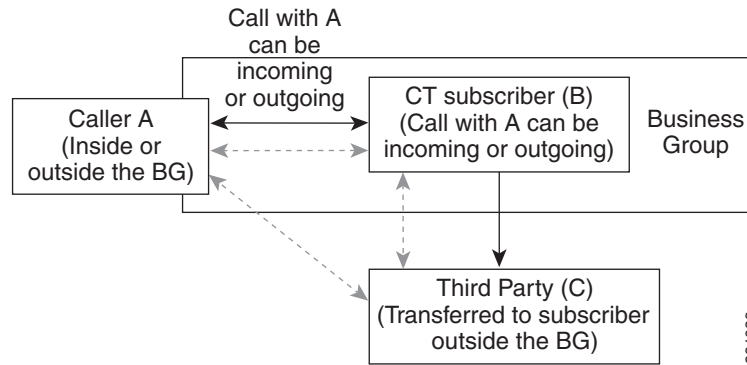 Call with A
can be
incoming
or outgoing
Caller A
(Inside or
outside the BG)
CT subscriber (B)
(Call with A can be
incoming or outgoing)
Business
Group
Third Party (C)
(Transferred to subscriber
outside the BG)